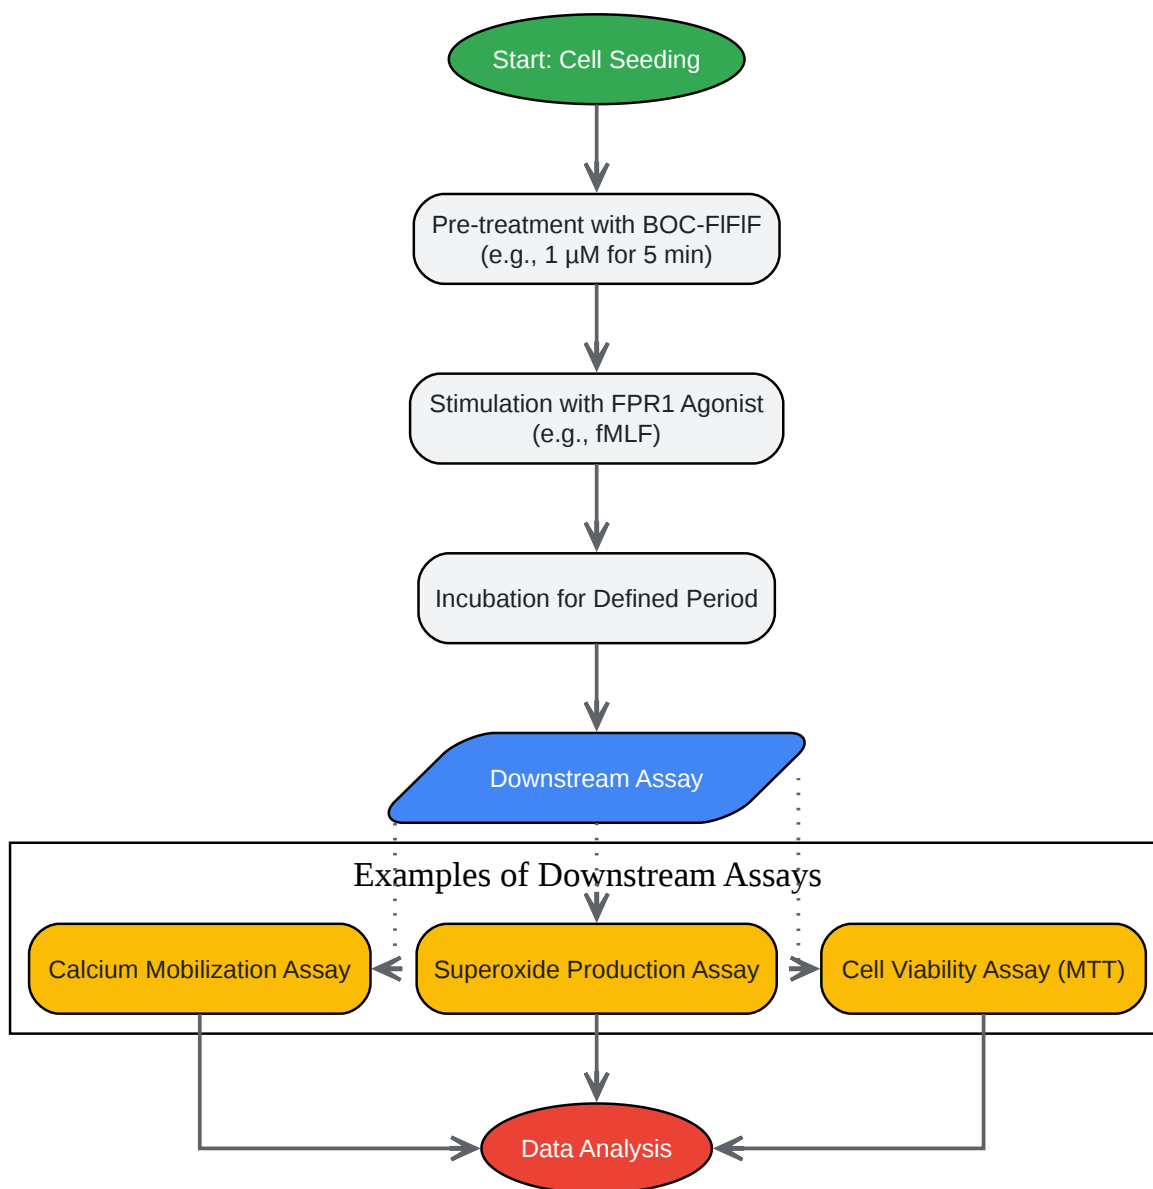 Start: Cell Seeding
Pre-treatment with BOC-FlFlF
(e.g., 1 µM for 5 min)
Stimulation with FPR1 Agonist
(e.g., fMLF)
Incubation for Defined Period
Downstream Assay
Examples of Downstream Assays
Calcium Mobilization Assay
Superoxide Production Assay
Cell Viability Assay (MTT)
Data Analysis